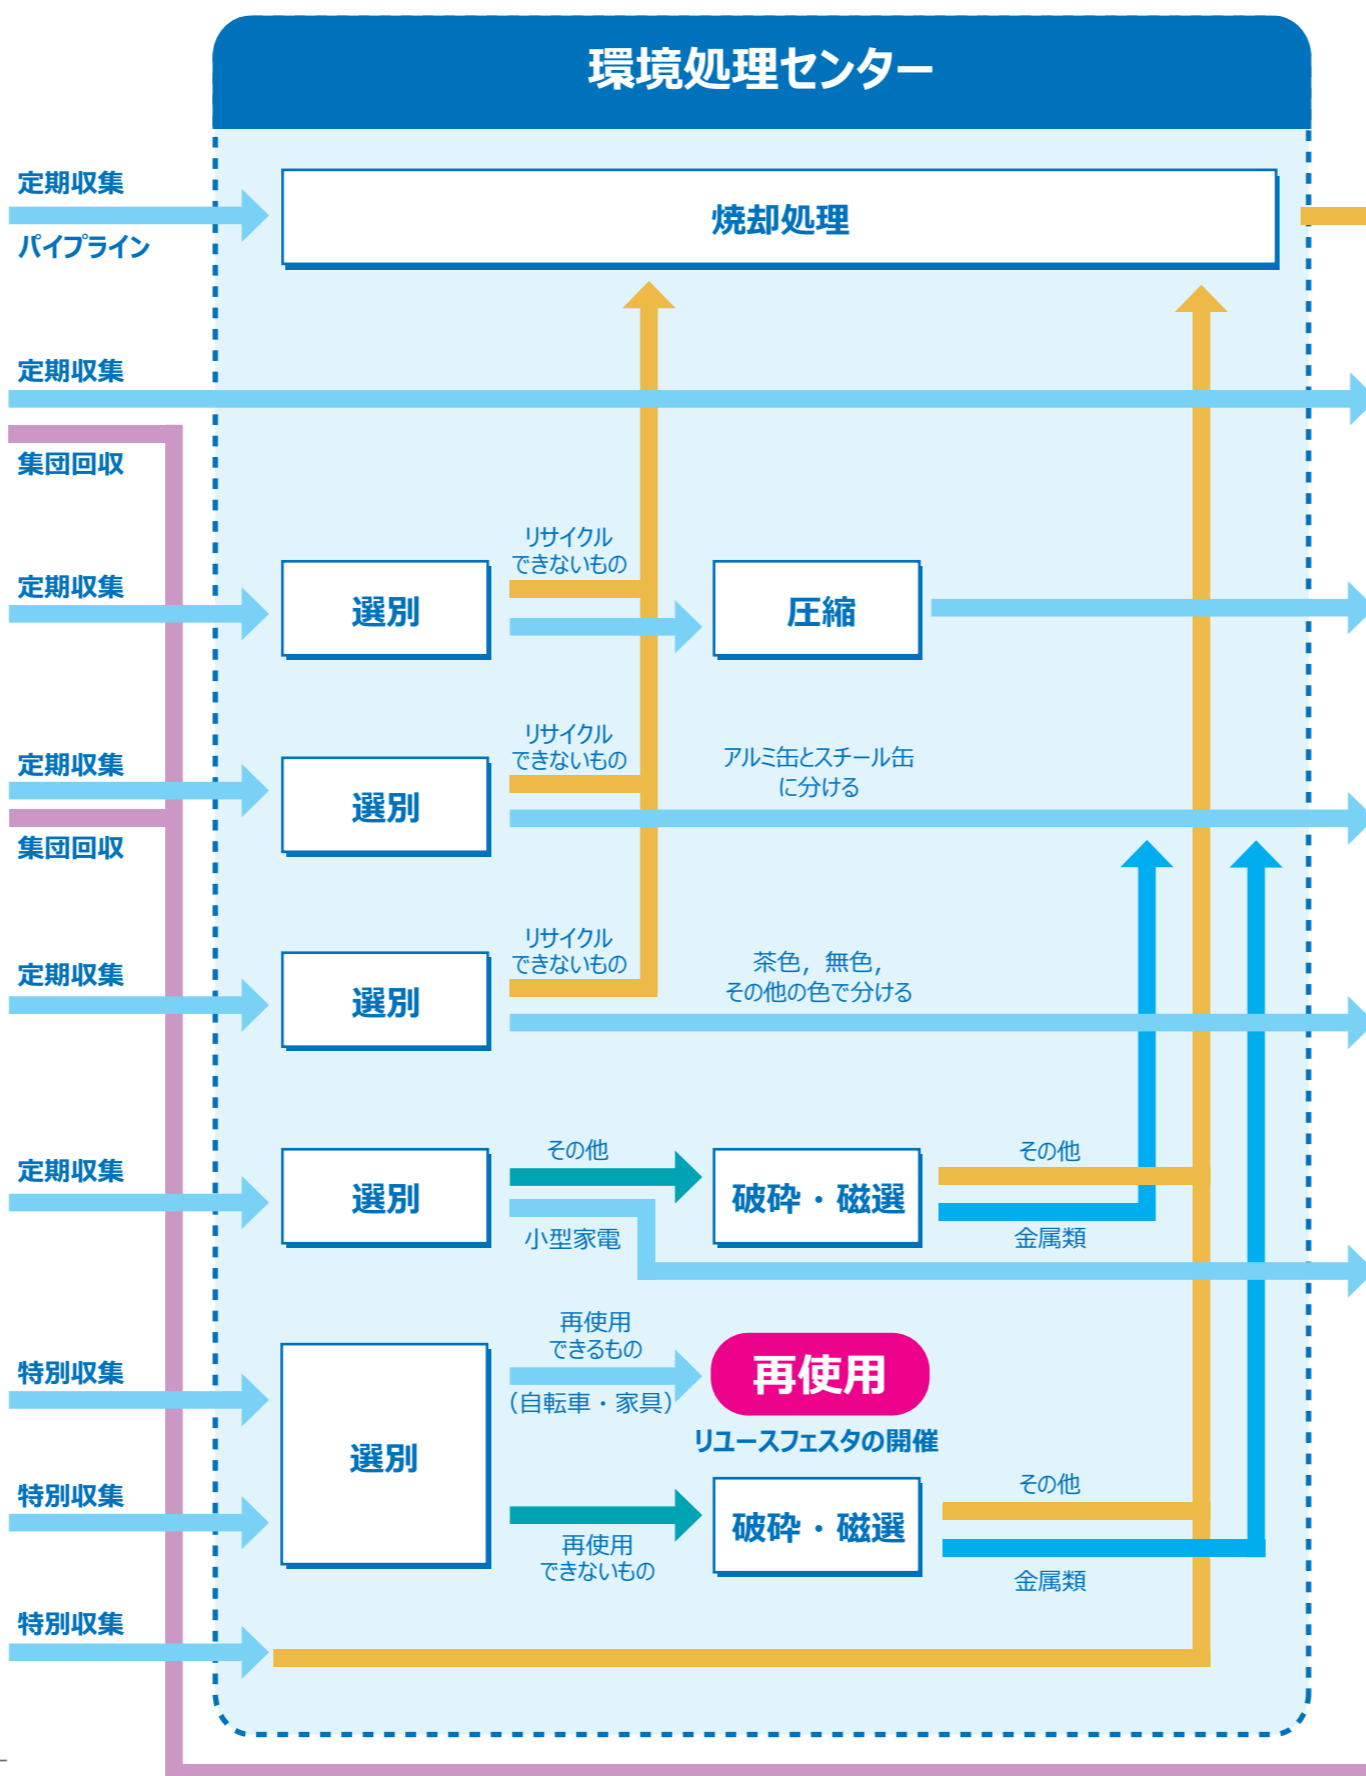 環境処理センター
定期収集
パイプライン
焼却処理
定期収集
集団回収
定期収集
選別
リサイクル
できないもの
圧縮
定期収集
集団回収
選別
リサイクル
できないもの
アルミ缶とスチール缶
に分ける
定期収集
選別
リサイクル
できないもの
茶色，無色，
その他の色で分ける
定期収集
選別
その他
小型家電
破砕・磁選
その他
金属類
特別収集
特別収集
選別
再使用
できるもの
（自転車・家具）
再使用
リユースフェスタの開催
再使用
できないもの
破砕・磁選
その他
金属類
特別収集